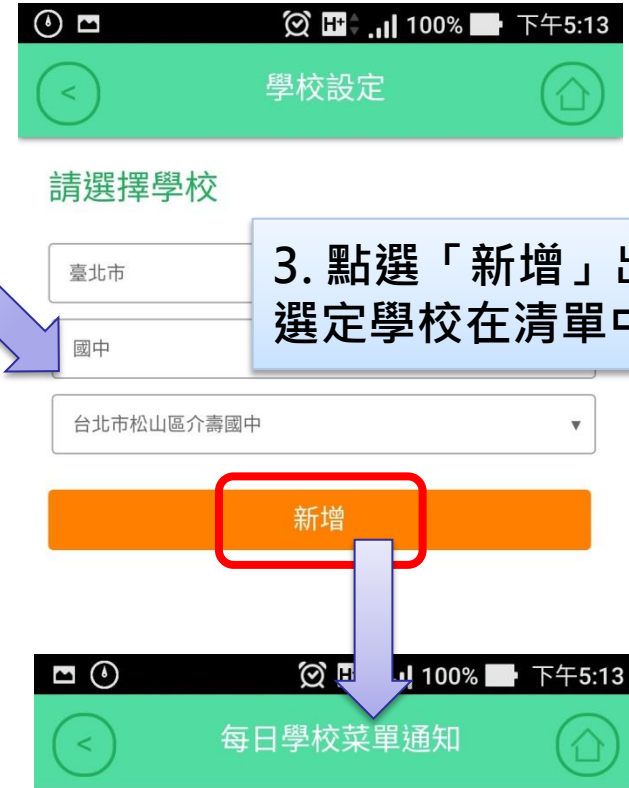 100% 下午5:13
< 學校設定
請選擇學校
臺北市
3. 點選「新增」
選定學校在清單
國中
台北市松山區介壽國中
新增
100% 下午5:13
< 每日學校菜單通知